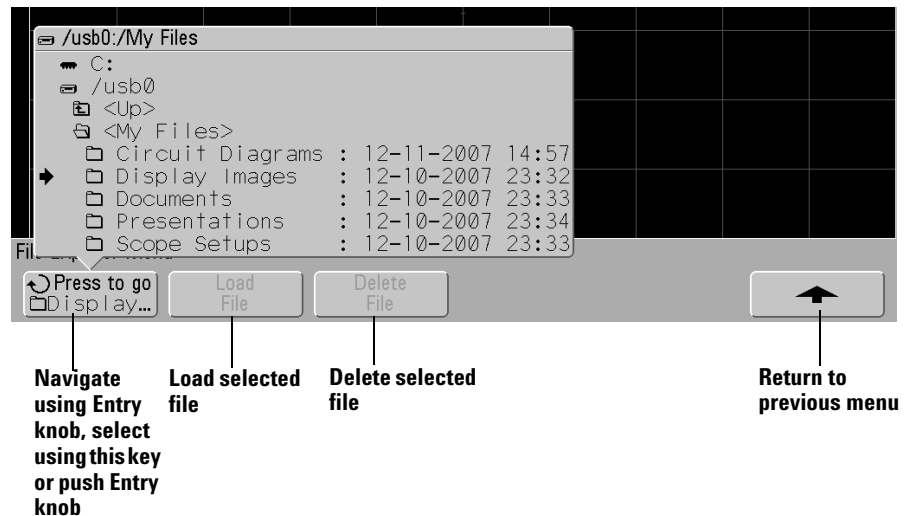 /usb0:/My Files
C:
/usb0
<Up>
<My Files>
Circuit Diagrams : 12-11-2007 14:57
Display Images : 12-10-2007 23:32
Documents : 12-10-2007 23:33
Presentations : 12-10-2007 23:34
Scope Setups : 12-10-2007 23:33
Press to go
Display...
Load
File
Delete
File
Navigate
using Entry
knob, select
using this key
or push Entry
knob
Load selected
file
Delete selected
file
Return to
previous menu